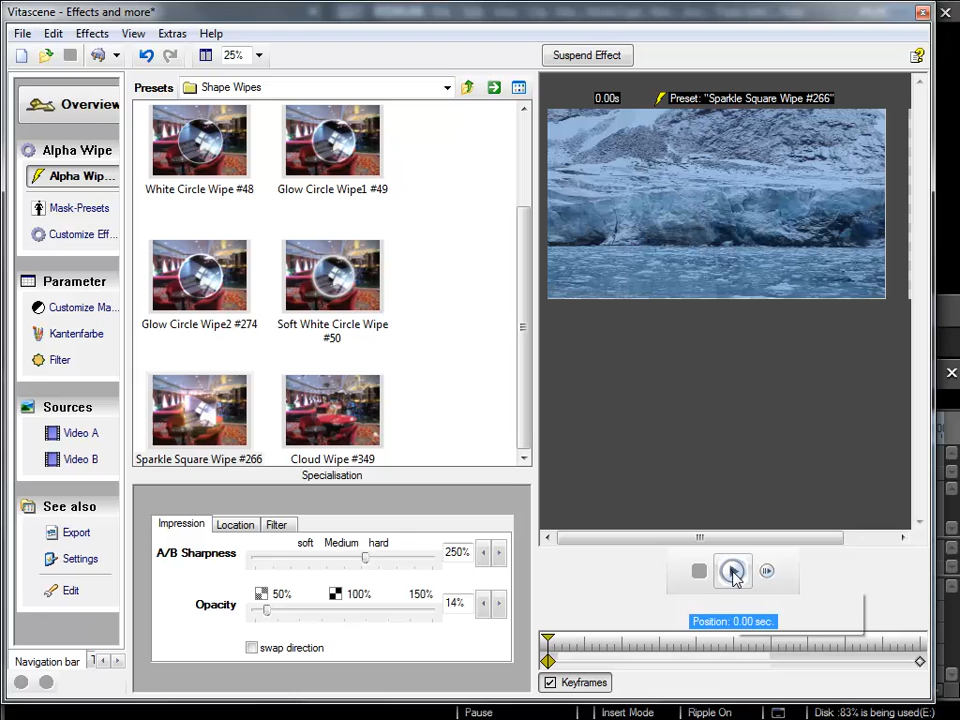 Vitascene - Effects and more*
File Edit Effects View Extras Help
25%
Suspend Effect
Overview
Alpha Wipe
Alpha Wip...
Mask-Presets
Customize Eff...
Parameter
Customize Ma...
Kantenfarbe
Filter
Sources
Video A
Video B
See also
Export
Settings
Edit
Navigation bar
Presets Shape Wipes
White Circle Wipe #48
Glow Circle Wipe1 #49
Glow Circle Wipe2 #274
Soft White Circle Wipe
#50
Sparkle Square Wipe #266
Cloud Wipe #349
Specialisation
Impression Location Filter
soft Medium hard
A/B Sharpness 250%
50% 100% 150%
Opacity 14%
swap direction
0.00s Preset: "Sparkle Square Wipe #266"
Position: 0.00 sec.
Keyframes
Pause Insert Mode Ripple On Disk :83% is being used(E:)